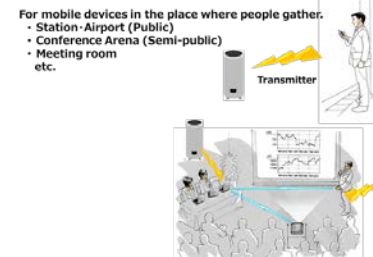 For mobile devices in the place where people gather.
・Station・Airport (Public)
・Conference Arena (Semi-public)
・Meeting room
etc.
Transmitter